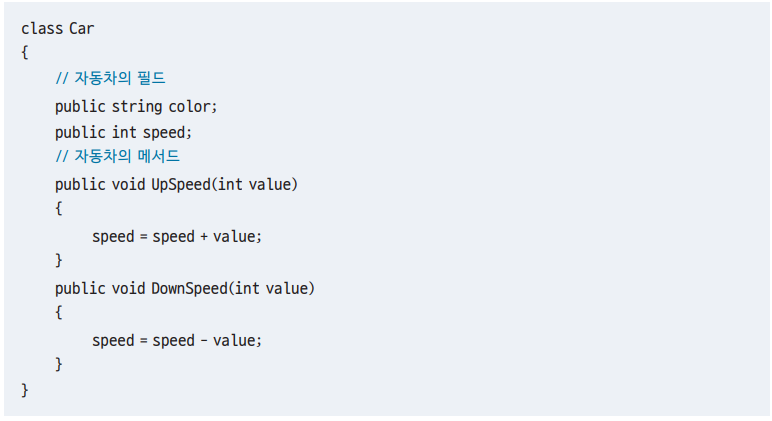 class Car
{
// 자동차의 필드
public string color;
public int speed;
// 자동차의 메서드
public void UpSpeed(int value)
{
speed = speed + value;
}
public void DownSpeed(int value)
{
speed = speed - value;
}
}